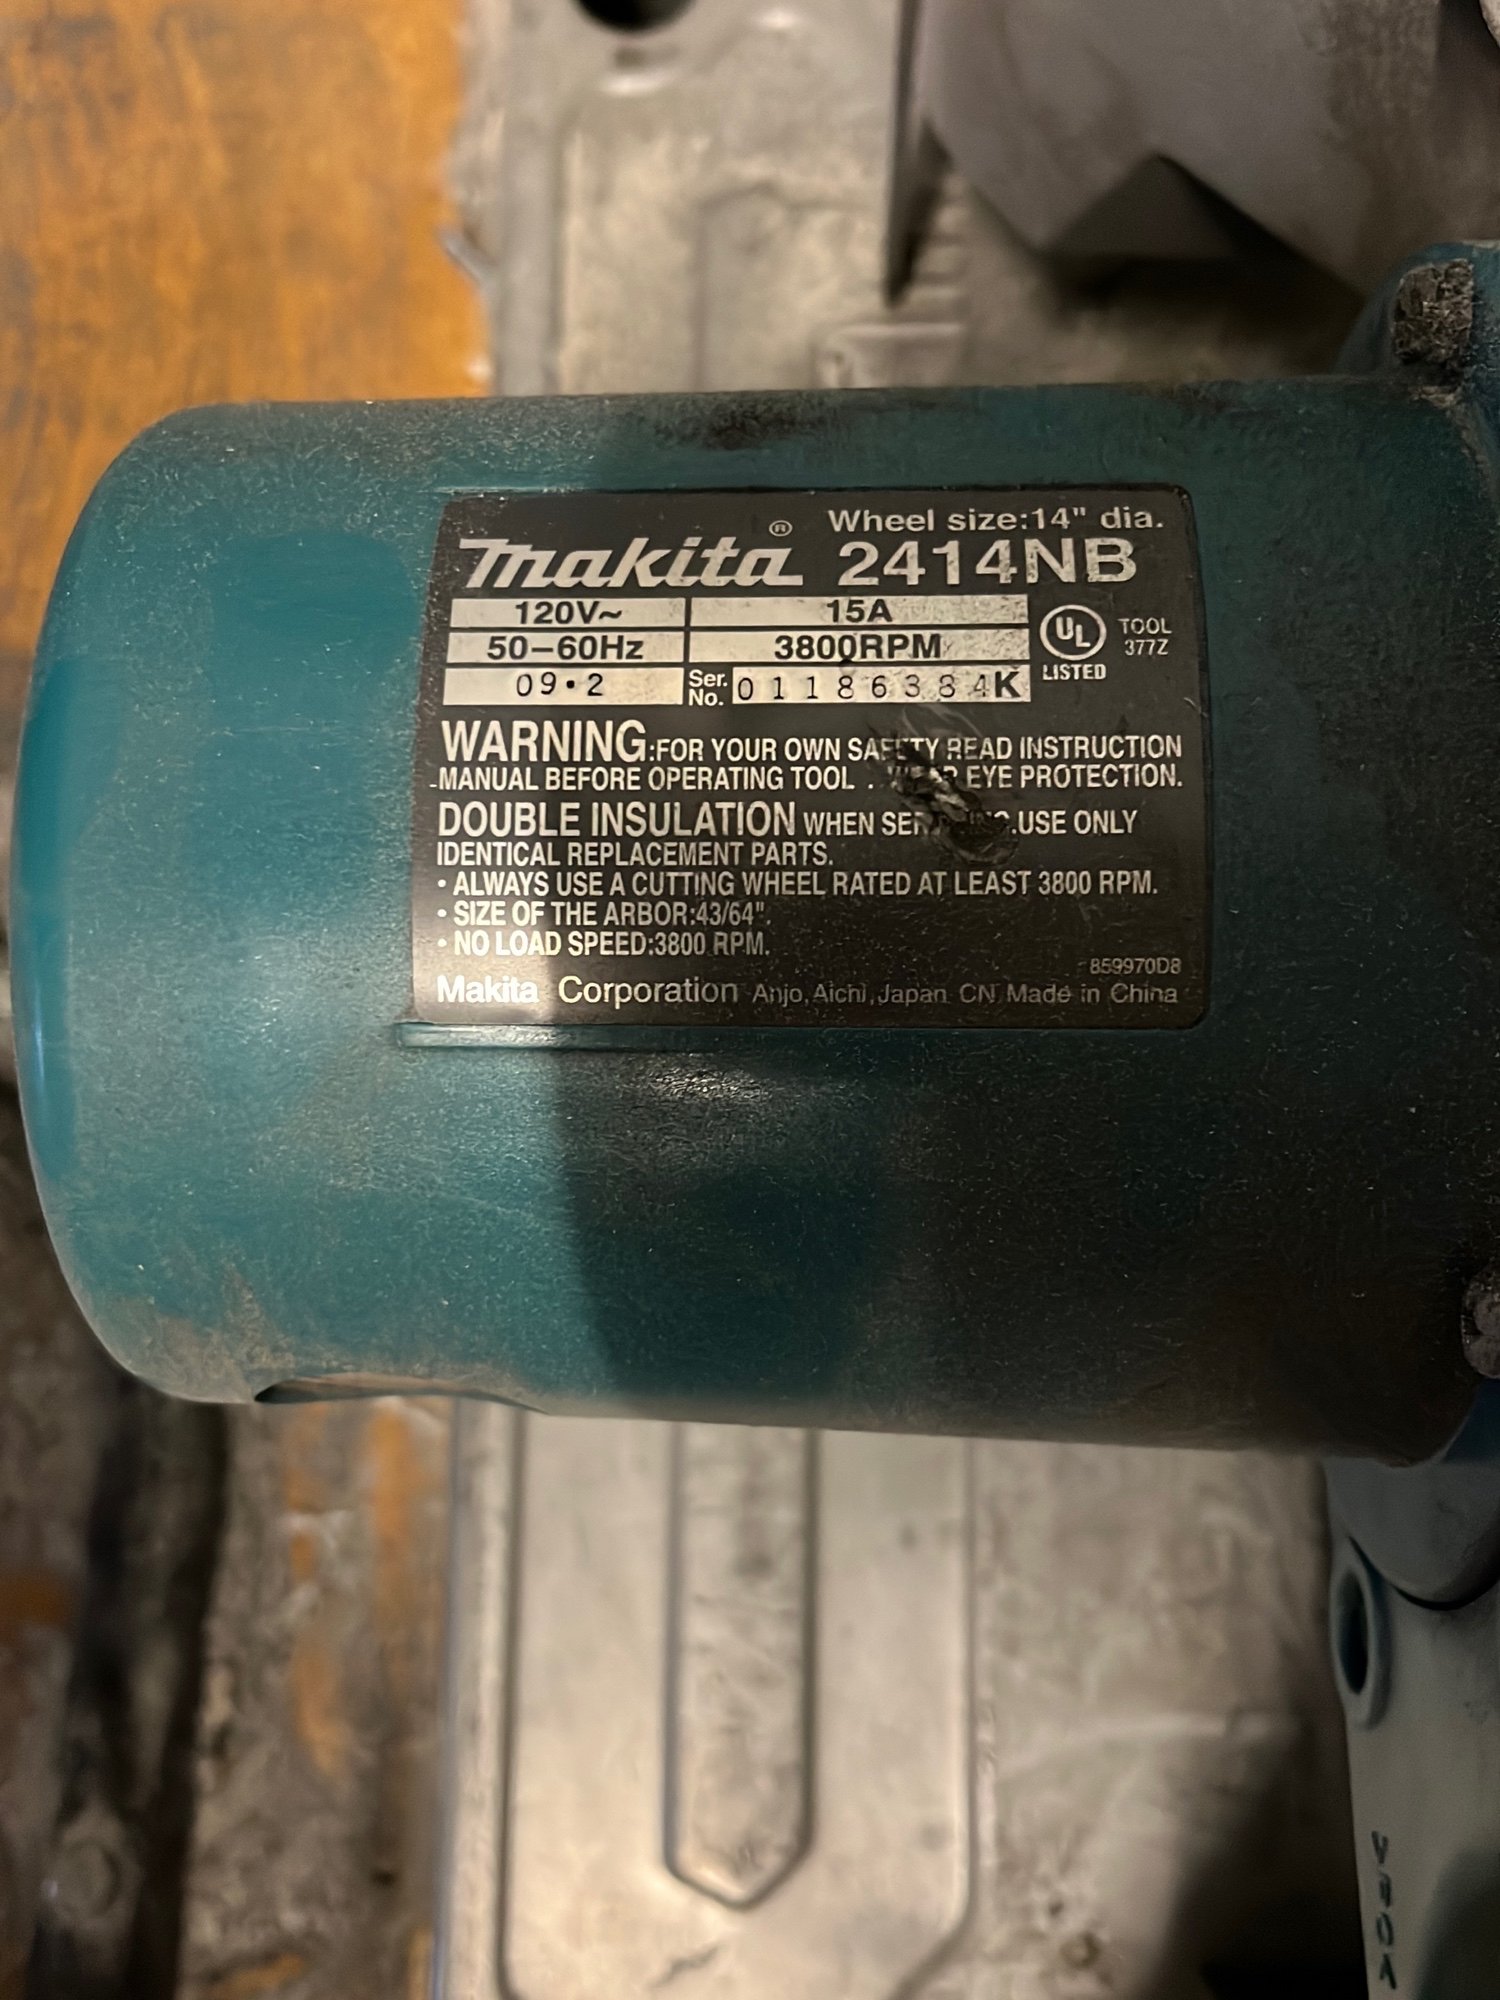 Wheel size:14" dia.
makita® 2414NB
120V~ 15A
50-60Hz 3800RPM
09•2 Ser. No. 01186384K
UL LISTED
TOOL 377Z
WARNING:FOR YOUR OWN SAFETY READ INSTRUCTION
MANUAL BEFORE OPERATING TOOL . WEAR EYE PROTECTION.
DOUBLE INSULATION WHEN SERVICING.USE ONLY
IDENTICAL REPLACEMENT PARTS.
• ALWAYS USE A CUTTING WHEEL RATED AT LEAST 3800 RPM.
• SIZE OF THE ARBOR:43/64".
• NO LOAD SPEED:3800 RPM.
859970D8
Makita Corporation Anjo,Aichi,Japan CN Made in China